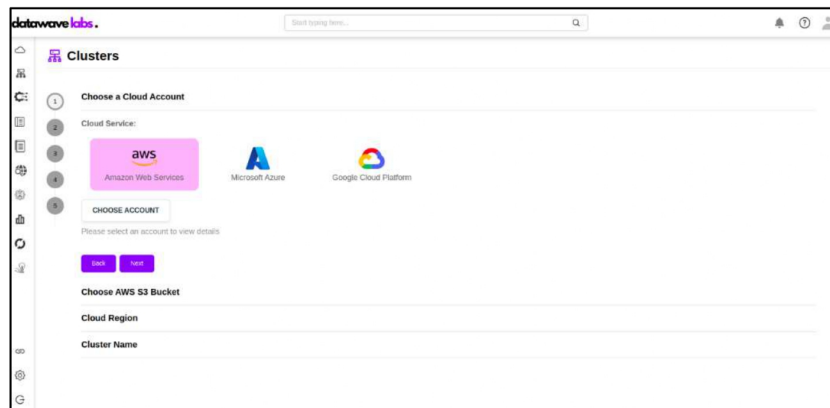 datawave labs.
Start typing here...
Clusters
1
Choose a Cloud Account
2
Cloud Service:
3
4
5
aws
Amazon Web Services
Microsoft Azure
Google Cloud Platform
CHOOSE ACCOUNT
Please select an account to view details
Back
Next
Choose AWS S3 Bucket
Cloud Region
Cluster Name